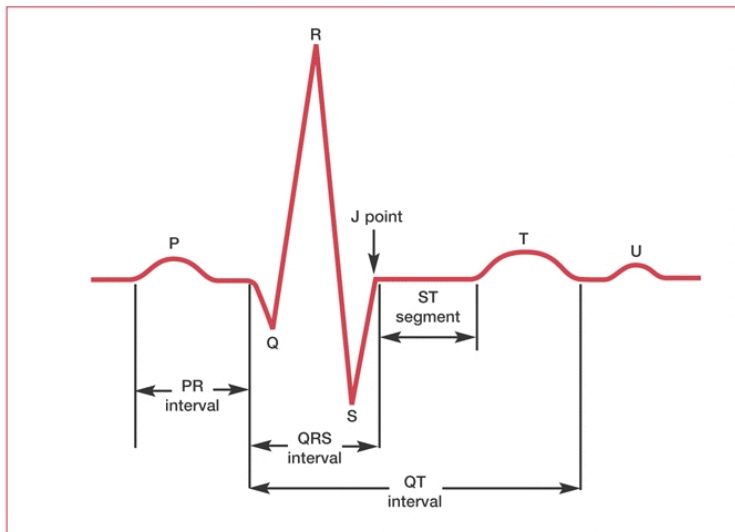 R
J point
P
T
U
ST
segment
Q
PR
interval
S
QRS
interval
QT
interval